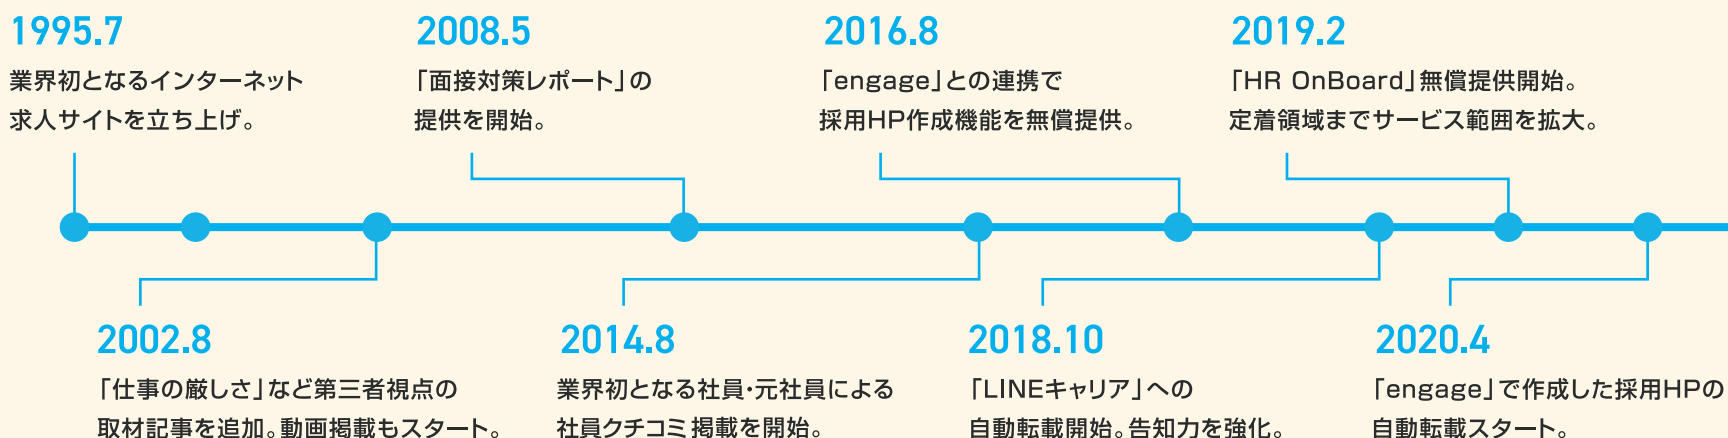 1995.7
業界初となるインターネット
求人サイトを立ち上げ。
2008.5
「面接対策レポート」の
提供を開始。
2016.8
「engage」との連携で
採用HP作成機能を無償提供。
2019.2
「HR OnBoard」無償提供開始。
定着領域までサービス範囲を拡大。
2002.8
「仕事の厳しさ」など第三者視点の
取材記事を追加。動画掲載もスタート。
2014.8
業界初となる社員・元社員による
社員クチコミ掲載を開始。
2018.10
「LINEキャリア」への
自動転載開始。告知力を強化。
2020.4
「engage」で作成した採用HPの
自動転載スタート。